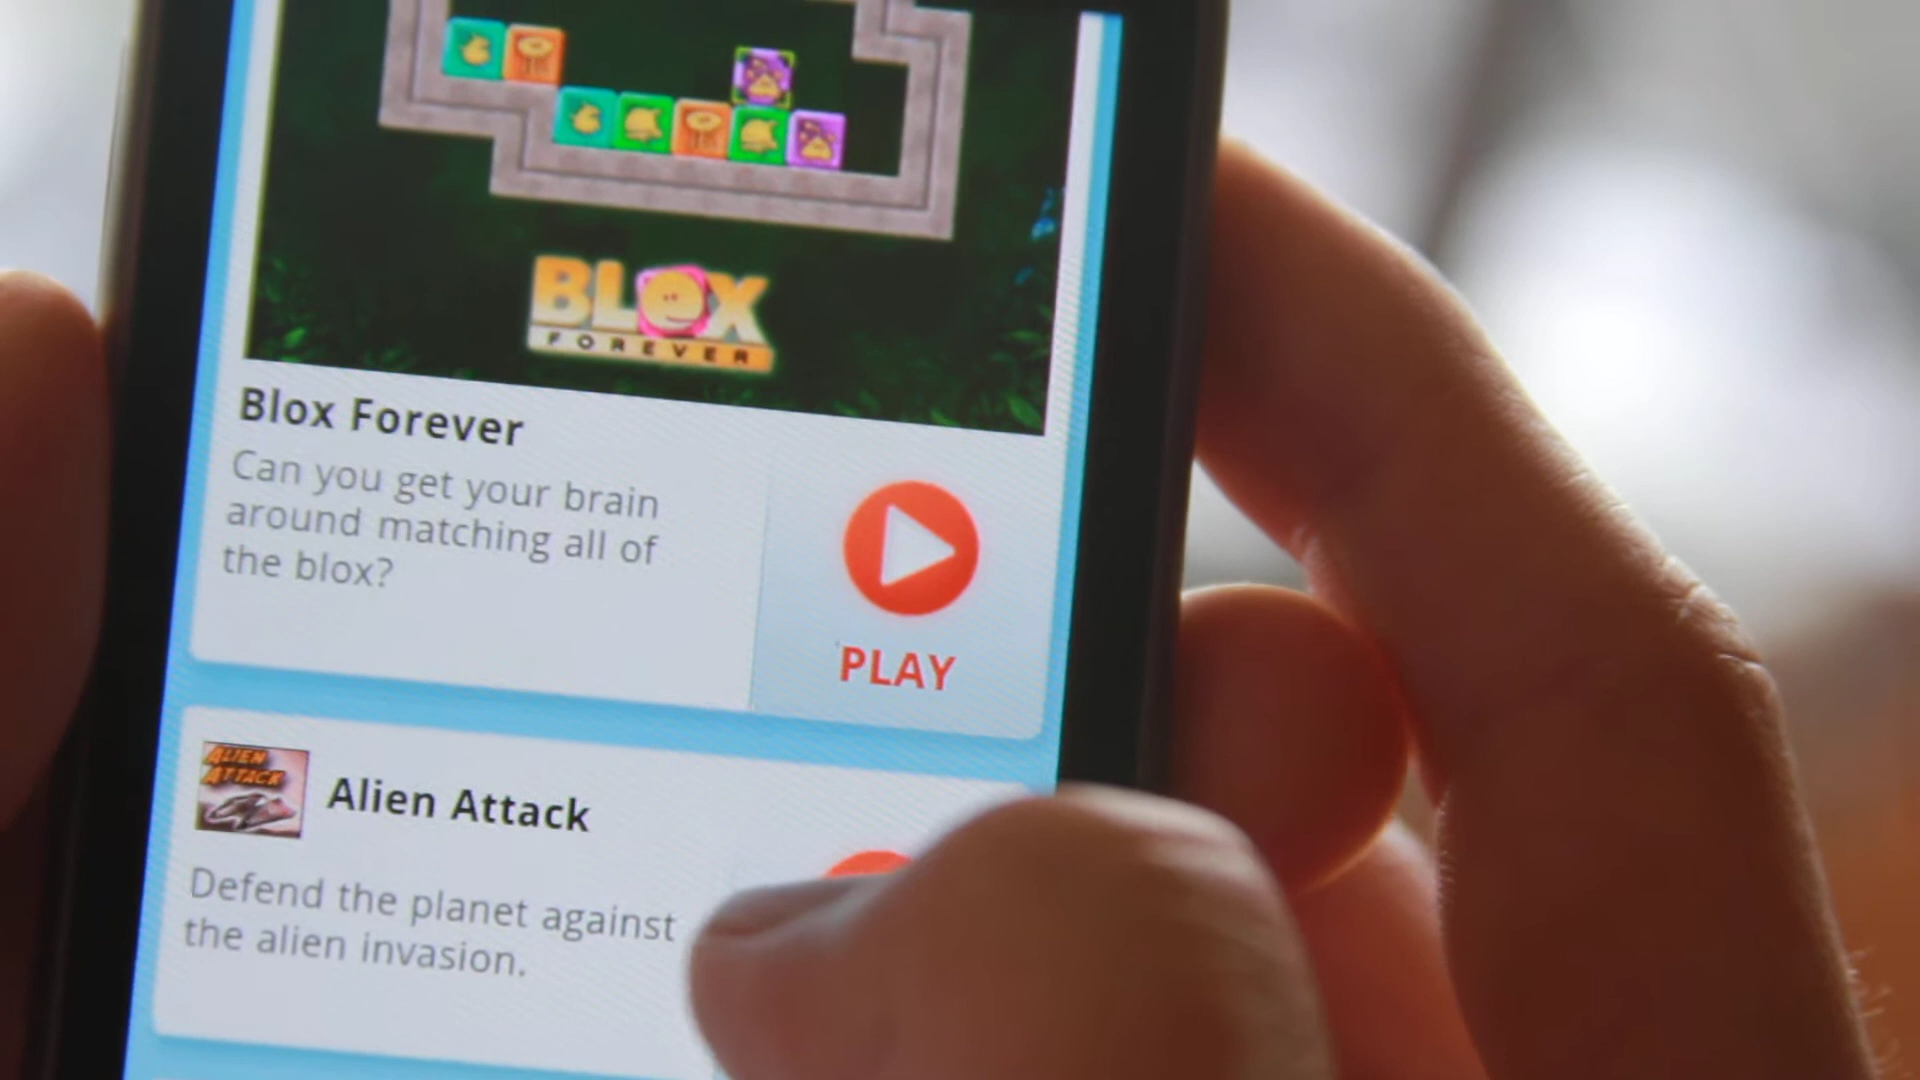 BLOX
FOREVER
Blox Forever
Can you get your brain
around matching all of
the blox?
PLAY
ALIEN
ATTACK
Alien Attack
Defend the planet against
the alien invasion.